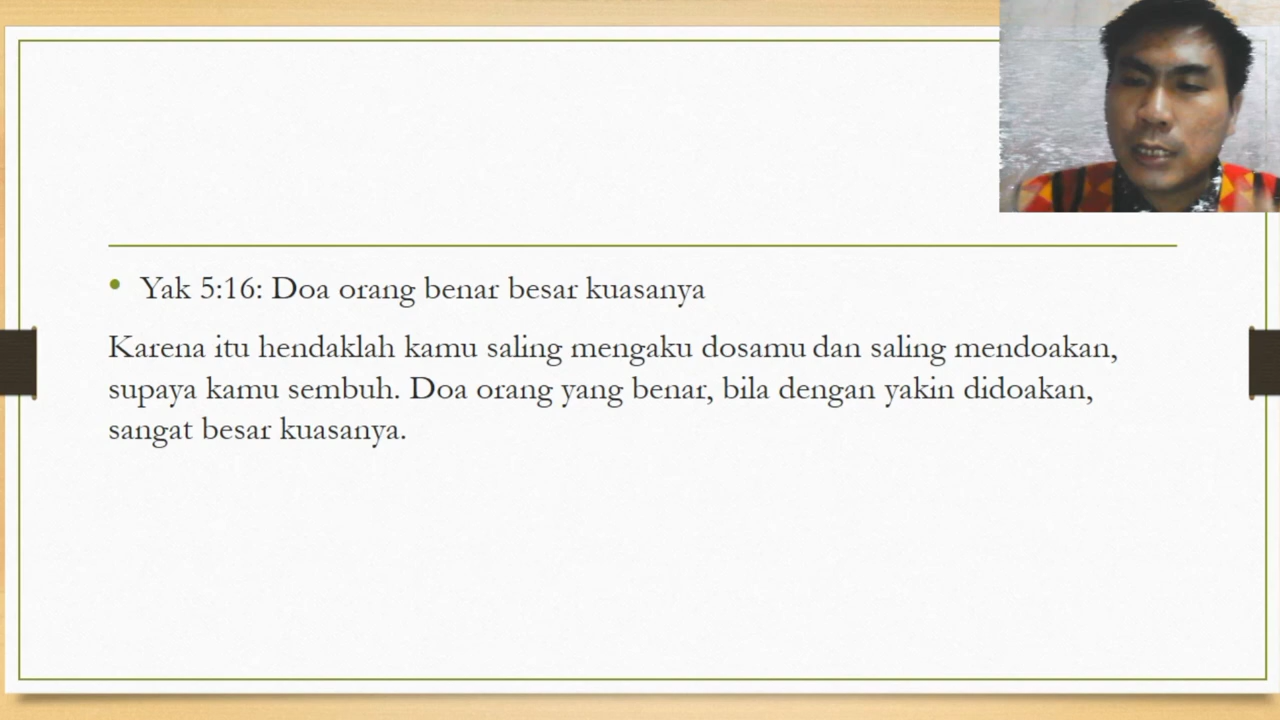 • Yak 5:16: Doa orang benar besar kuasanya
Karena itu hendaklah kamu saling mengaku dosamu dan saling mendoakan,
supaya kamu sembuh. Doa orang yang benar, bila dengan yakin didoakan,
sangat besar kuasanya.